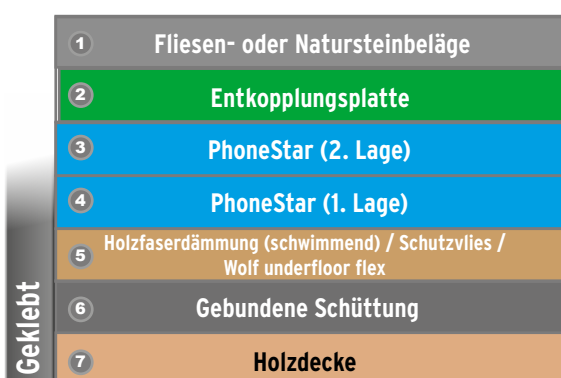 1 Fliesen- oder Natursteinbeläge
2 Entkopplungsplatte
3 PhoneStar (2. Lage)
4 PhoneStar (1. Lage)
5 Holzfaserdämmung (schwimmend) / Schutzvlies /
Wolf underfloor flex
6 Gebundene Schüttung
7 Holzdecke
Geklebt